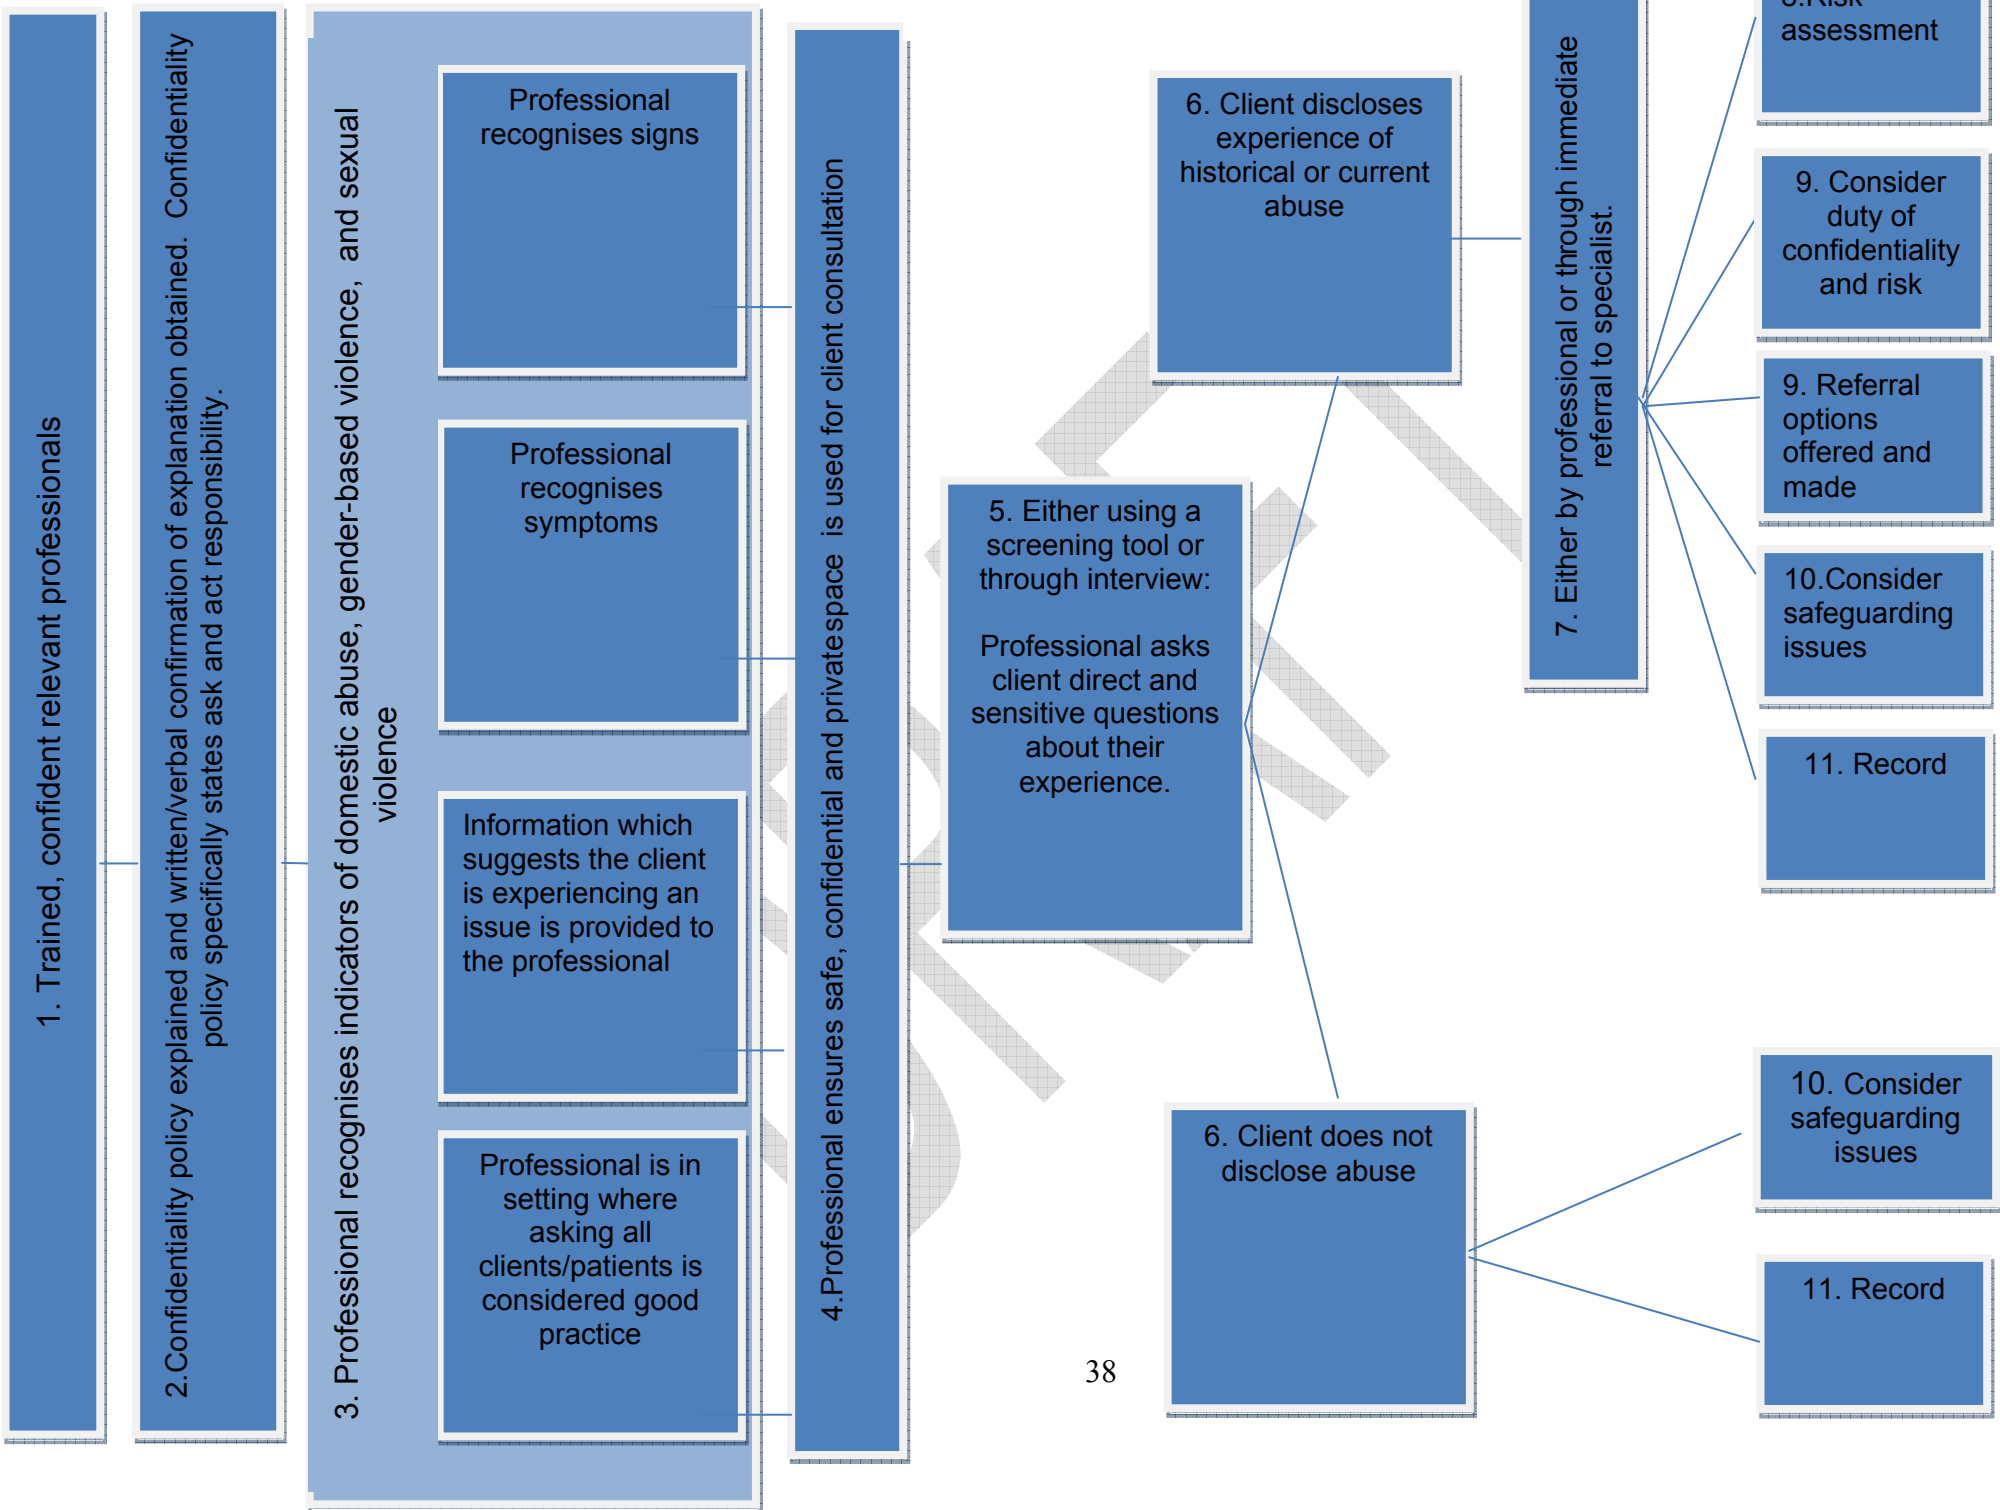 1. Trained, confident relevant professionals
2.Confidentiality policy explained and written/verbal confirmation of explanation obtained.  Confidentiality
policy specifically states ask and act responsibility.
3. Professional recognises indicators of domestic abuse, gender-based violence,  and sexual
violence
Professional
recognises signs
Professional
recognises
symptoms
Information which
suggests the client
is experiencing an
issue is provided to
the professional
Professional is in
setting where
asking all
clients/patients is
considered good
practice
4.Professional ensures safe, confidential and privatespace  is used for client consultation
5. Either using a
screening tool or
through interview:
Professional asks
client direct and
sensitive questions
about their
experience.
6. Client discloses
experience of
historical or current
abuse
6. Client does not
disclose abuse
7. Either by professional or through immediate
referral to specialist.
8.Risk
assessment
9. Consider
duty of
confidentiality
and risk
9. Referral
options
offered and
made
10.Consider
safeguarding
issues
11. Record
10. Consider
safeguarding
issues
11. Record
38